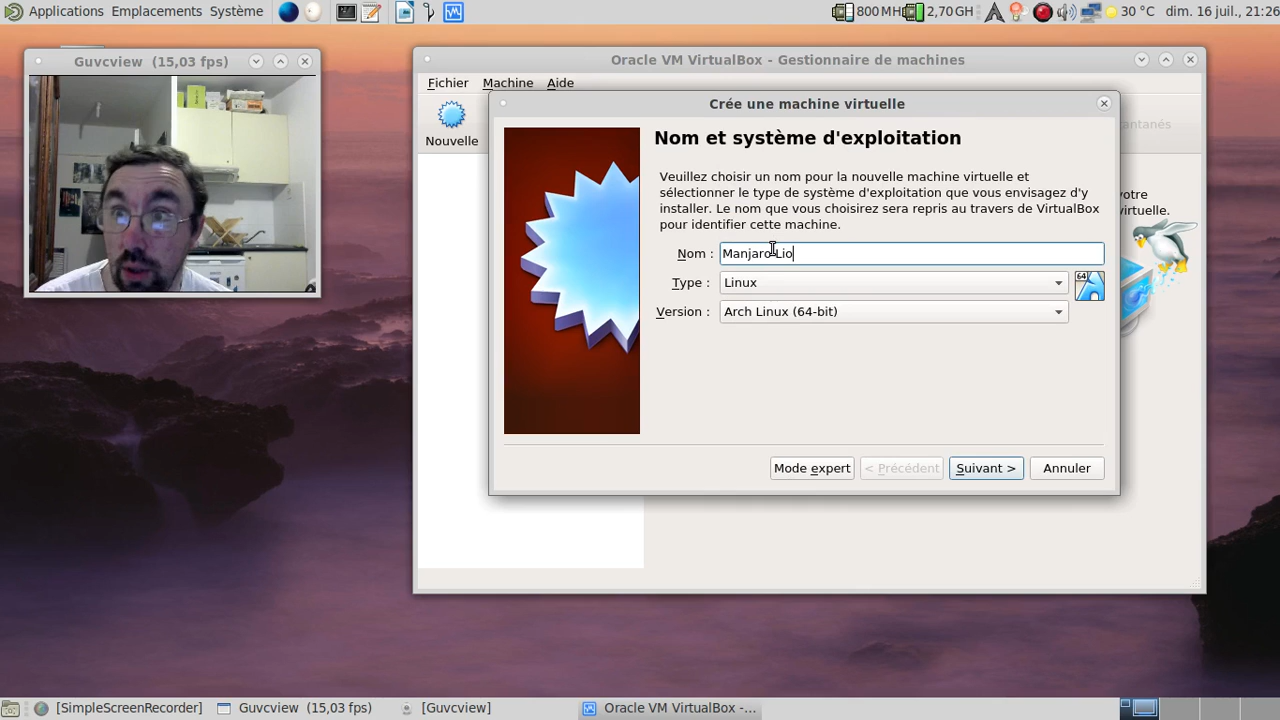 Applications Emplacements Système
800 MH 2,70 GH 30 °C dim. 16 juil., 21:26
Guvcview (15,03 fps)
Oracle VM VirtualBox - Gestionnaire de machines
Fichier Machine Aide
Nouvelle
antanés
votre
virtuelle.
Crée une machine virtuelle
Nom et système d'exploitation
Veuillez choisir un nom pour la nouvelle machine virtuelle et
sélectionner le type de système d'exploitation que vous envisagez d'y
installer. Le nom que vous choisirez sera repris au travers de VirtualBox
pour identifier cette machine.
Nom : Manjaro Lio
Type : Linux
64
Version : Arch Linux (64-bit)
Mode expert < Précédent Suivant > Annuler
[SimpleScreenRecorder] Guvcview (15,03 fps) [Guvcview] Oracle VM VirtualBox -...